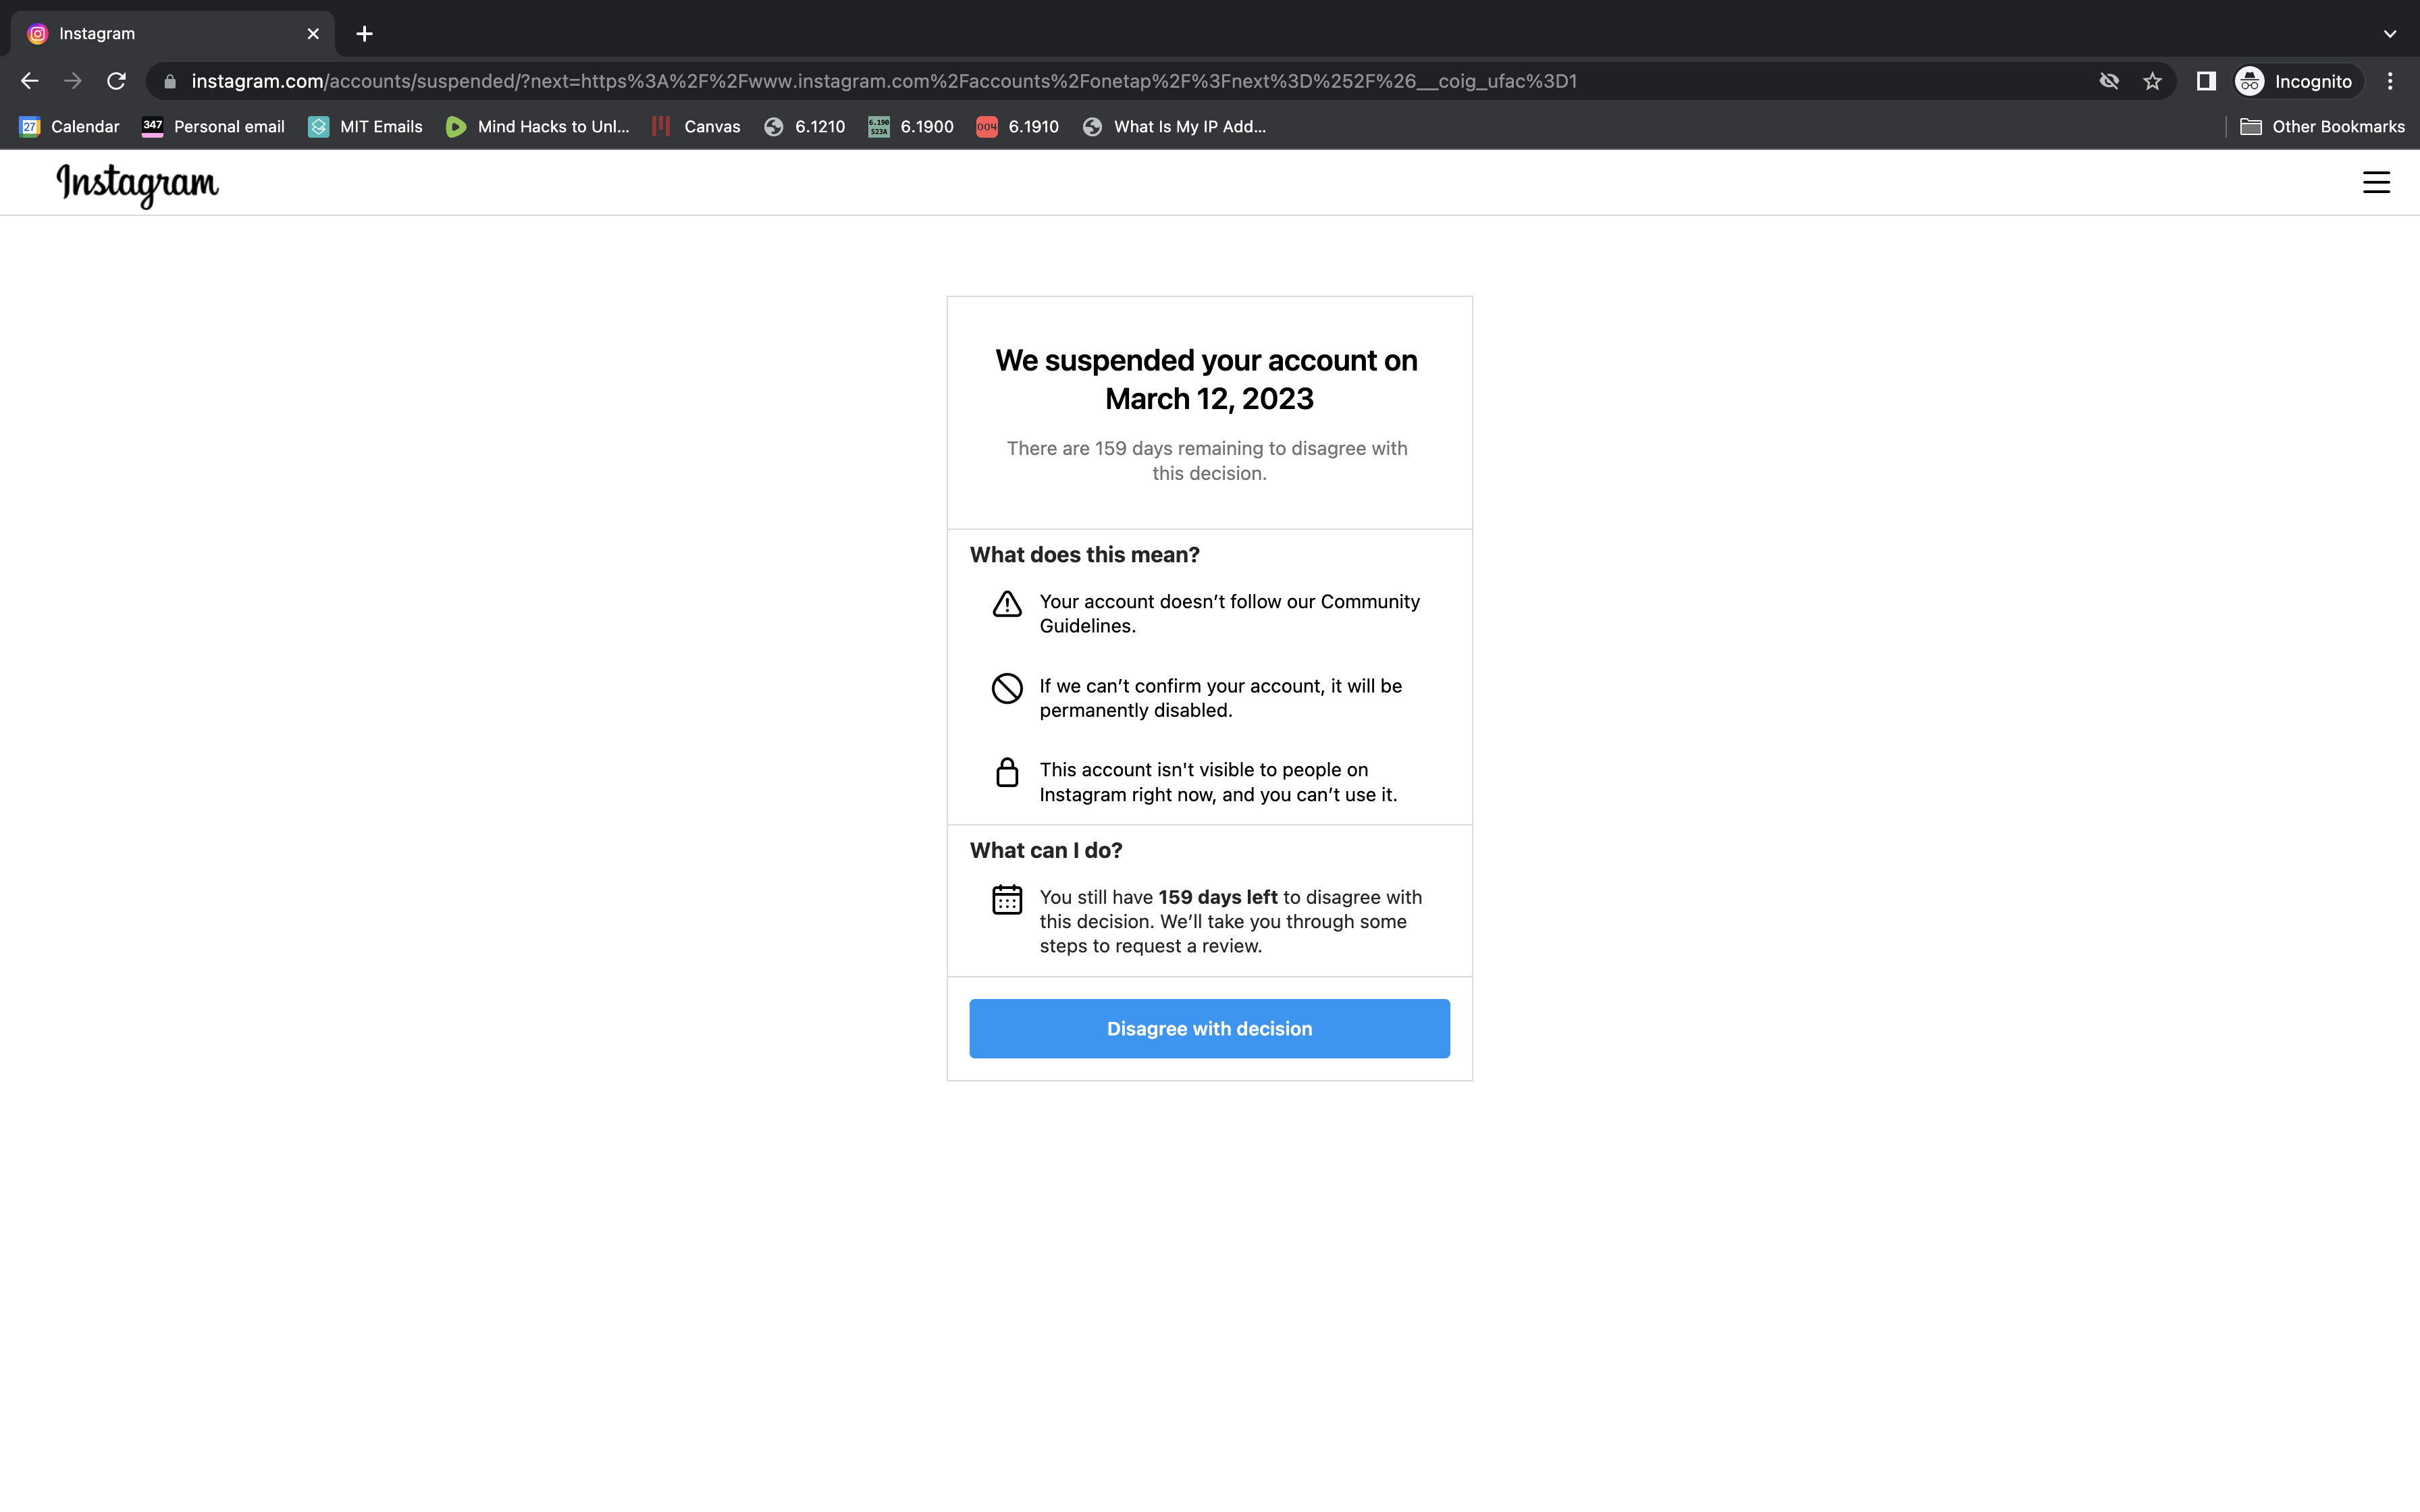 Instagram
instagram.com/accounts/suspended/?next=https%3A%2F%2Fwww.instagram.com%2Faccounts%2Fonetap%2F%3Fnext%3D%252F%26__coig_ufac%3D1
Incognito
27 Calendar
347 Personal email
MIT Emails
Mind Hacks to Unl...
Canvas
6.1210
6.190 S23A 6.1900
004 6.1910
What Is My IP Add...
Other Bookmarks
Instagram
We suspended your account on
March 12, 2023
There are 159 days remaining to disagree with
this decision.
What does this mean?
Your account doesn’t follow our Community
Guidelines.
If we can’t confirm your account, it will be
permanently disabled.
This account isn't visible to people on
Instagram right now, and you can’t use it.
What can I do?
You still have 159 days left to disagree with
this decision. We’ll take you through some
steps to request a review.
Disagree with decision